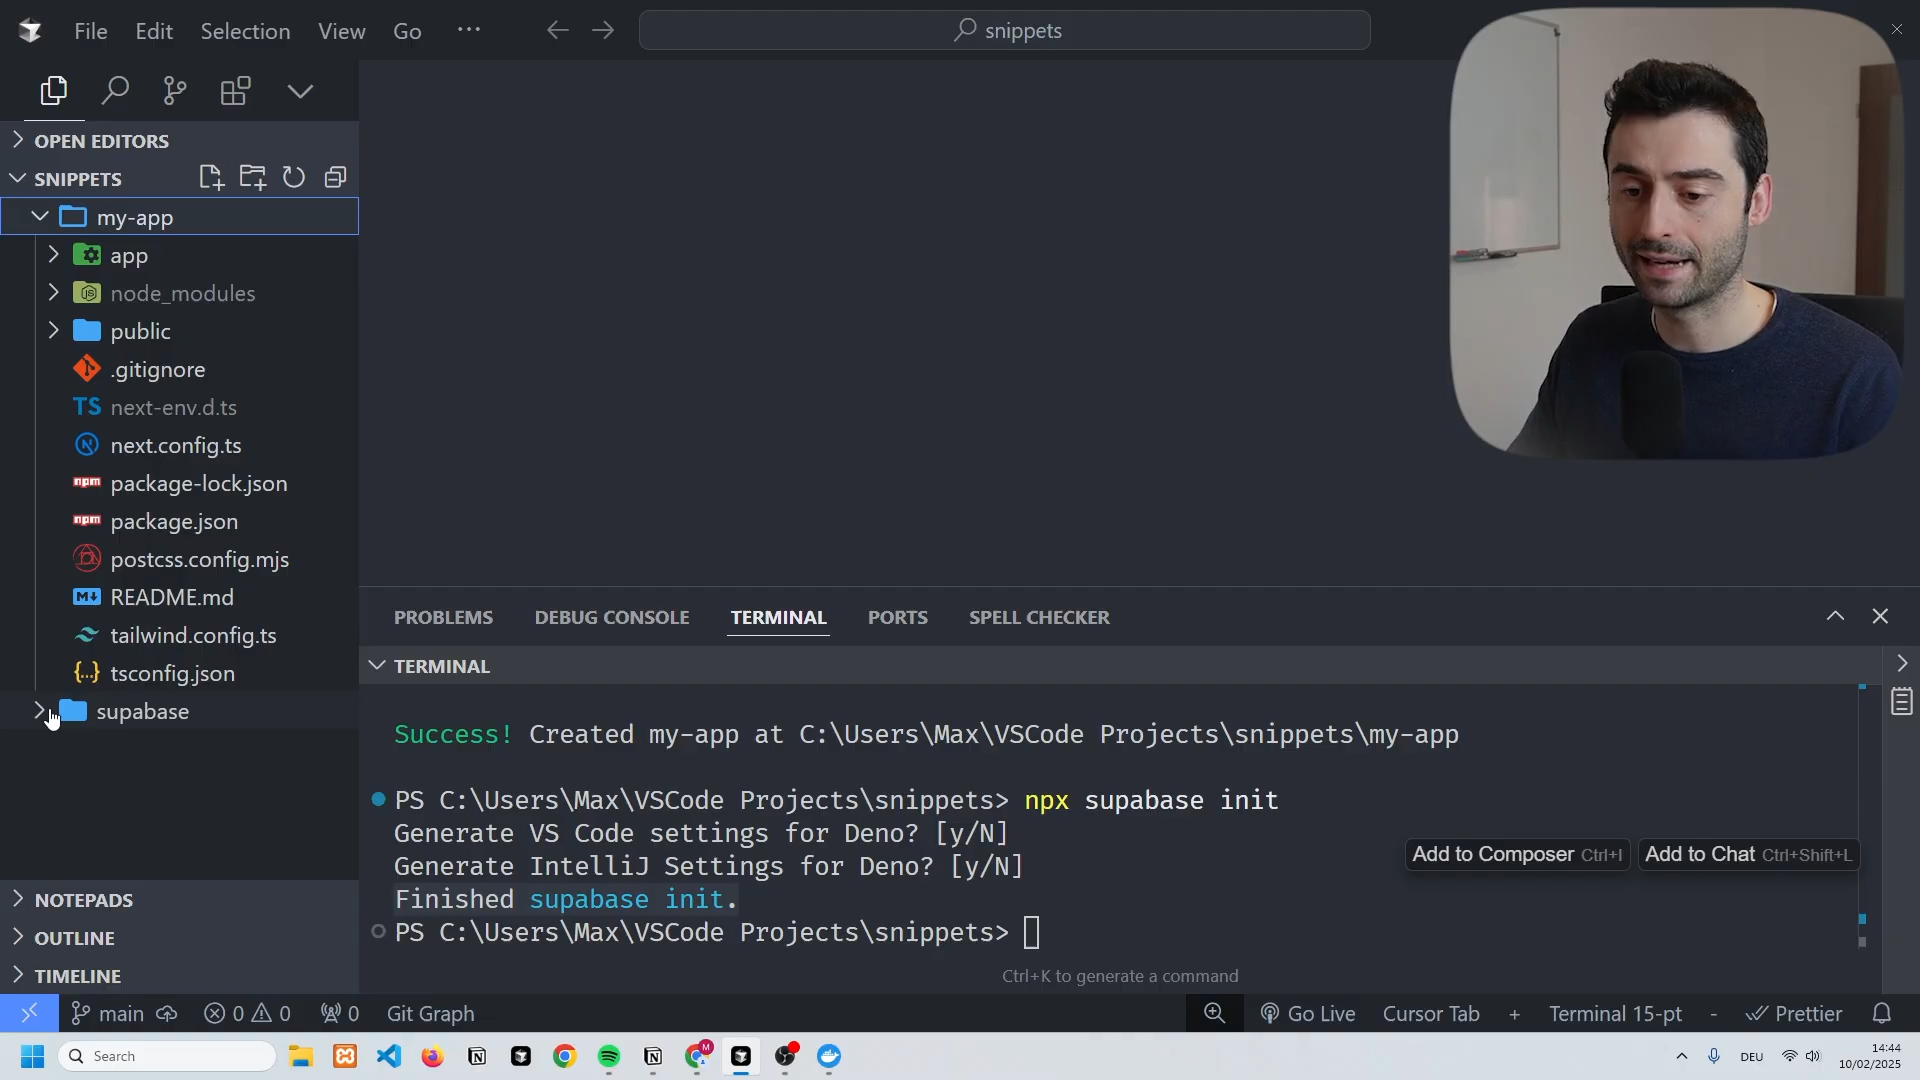 File Edit Selection View Go ...
snippets
OPEN EDITORS
SNIPPETS
my-app
app
node_modules
public
.gitignore
TS next-env.d.ts
next.config.ts
npm package-lock.json
npm package.json
postcss.config.mjs
README.md
tailwind.config.ts
{...} tsconfig.json
supabase
NOTEPADS
OUTLINE
TIMELINE
PROBLEMS DEBUG CONSOLE TERMINAL PORTS SPELL CHECKER
TERMINAL
Success! Created my-app at C:\Users\Max\VSCode Projects\snippets\my-app
PS C:\Users\Max\VSCode Projects\snippets> npx supabase init
Generate VS Code settings for Deno? [y/N]
Generate IntelliJ Settings for Deno? [y/N]
Finished supabase init.
PS C:\Users\Max\VSCode Projects\snippets>
Add to Composer Ctrl+I Add to Chat Ctrl+Shift+L
Ctrl+K to generate a command
main 0 0 0 Git Graph Go Live Cursor Tab + Terminal 15-pt - Prettier
Search
M
DEU
14:44
10/02/2025